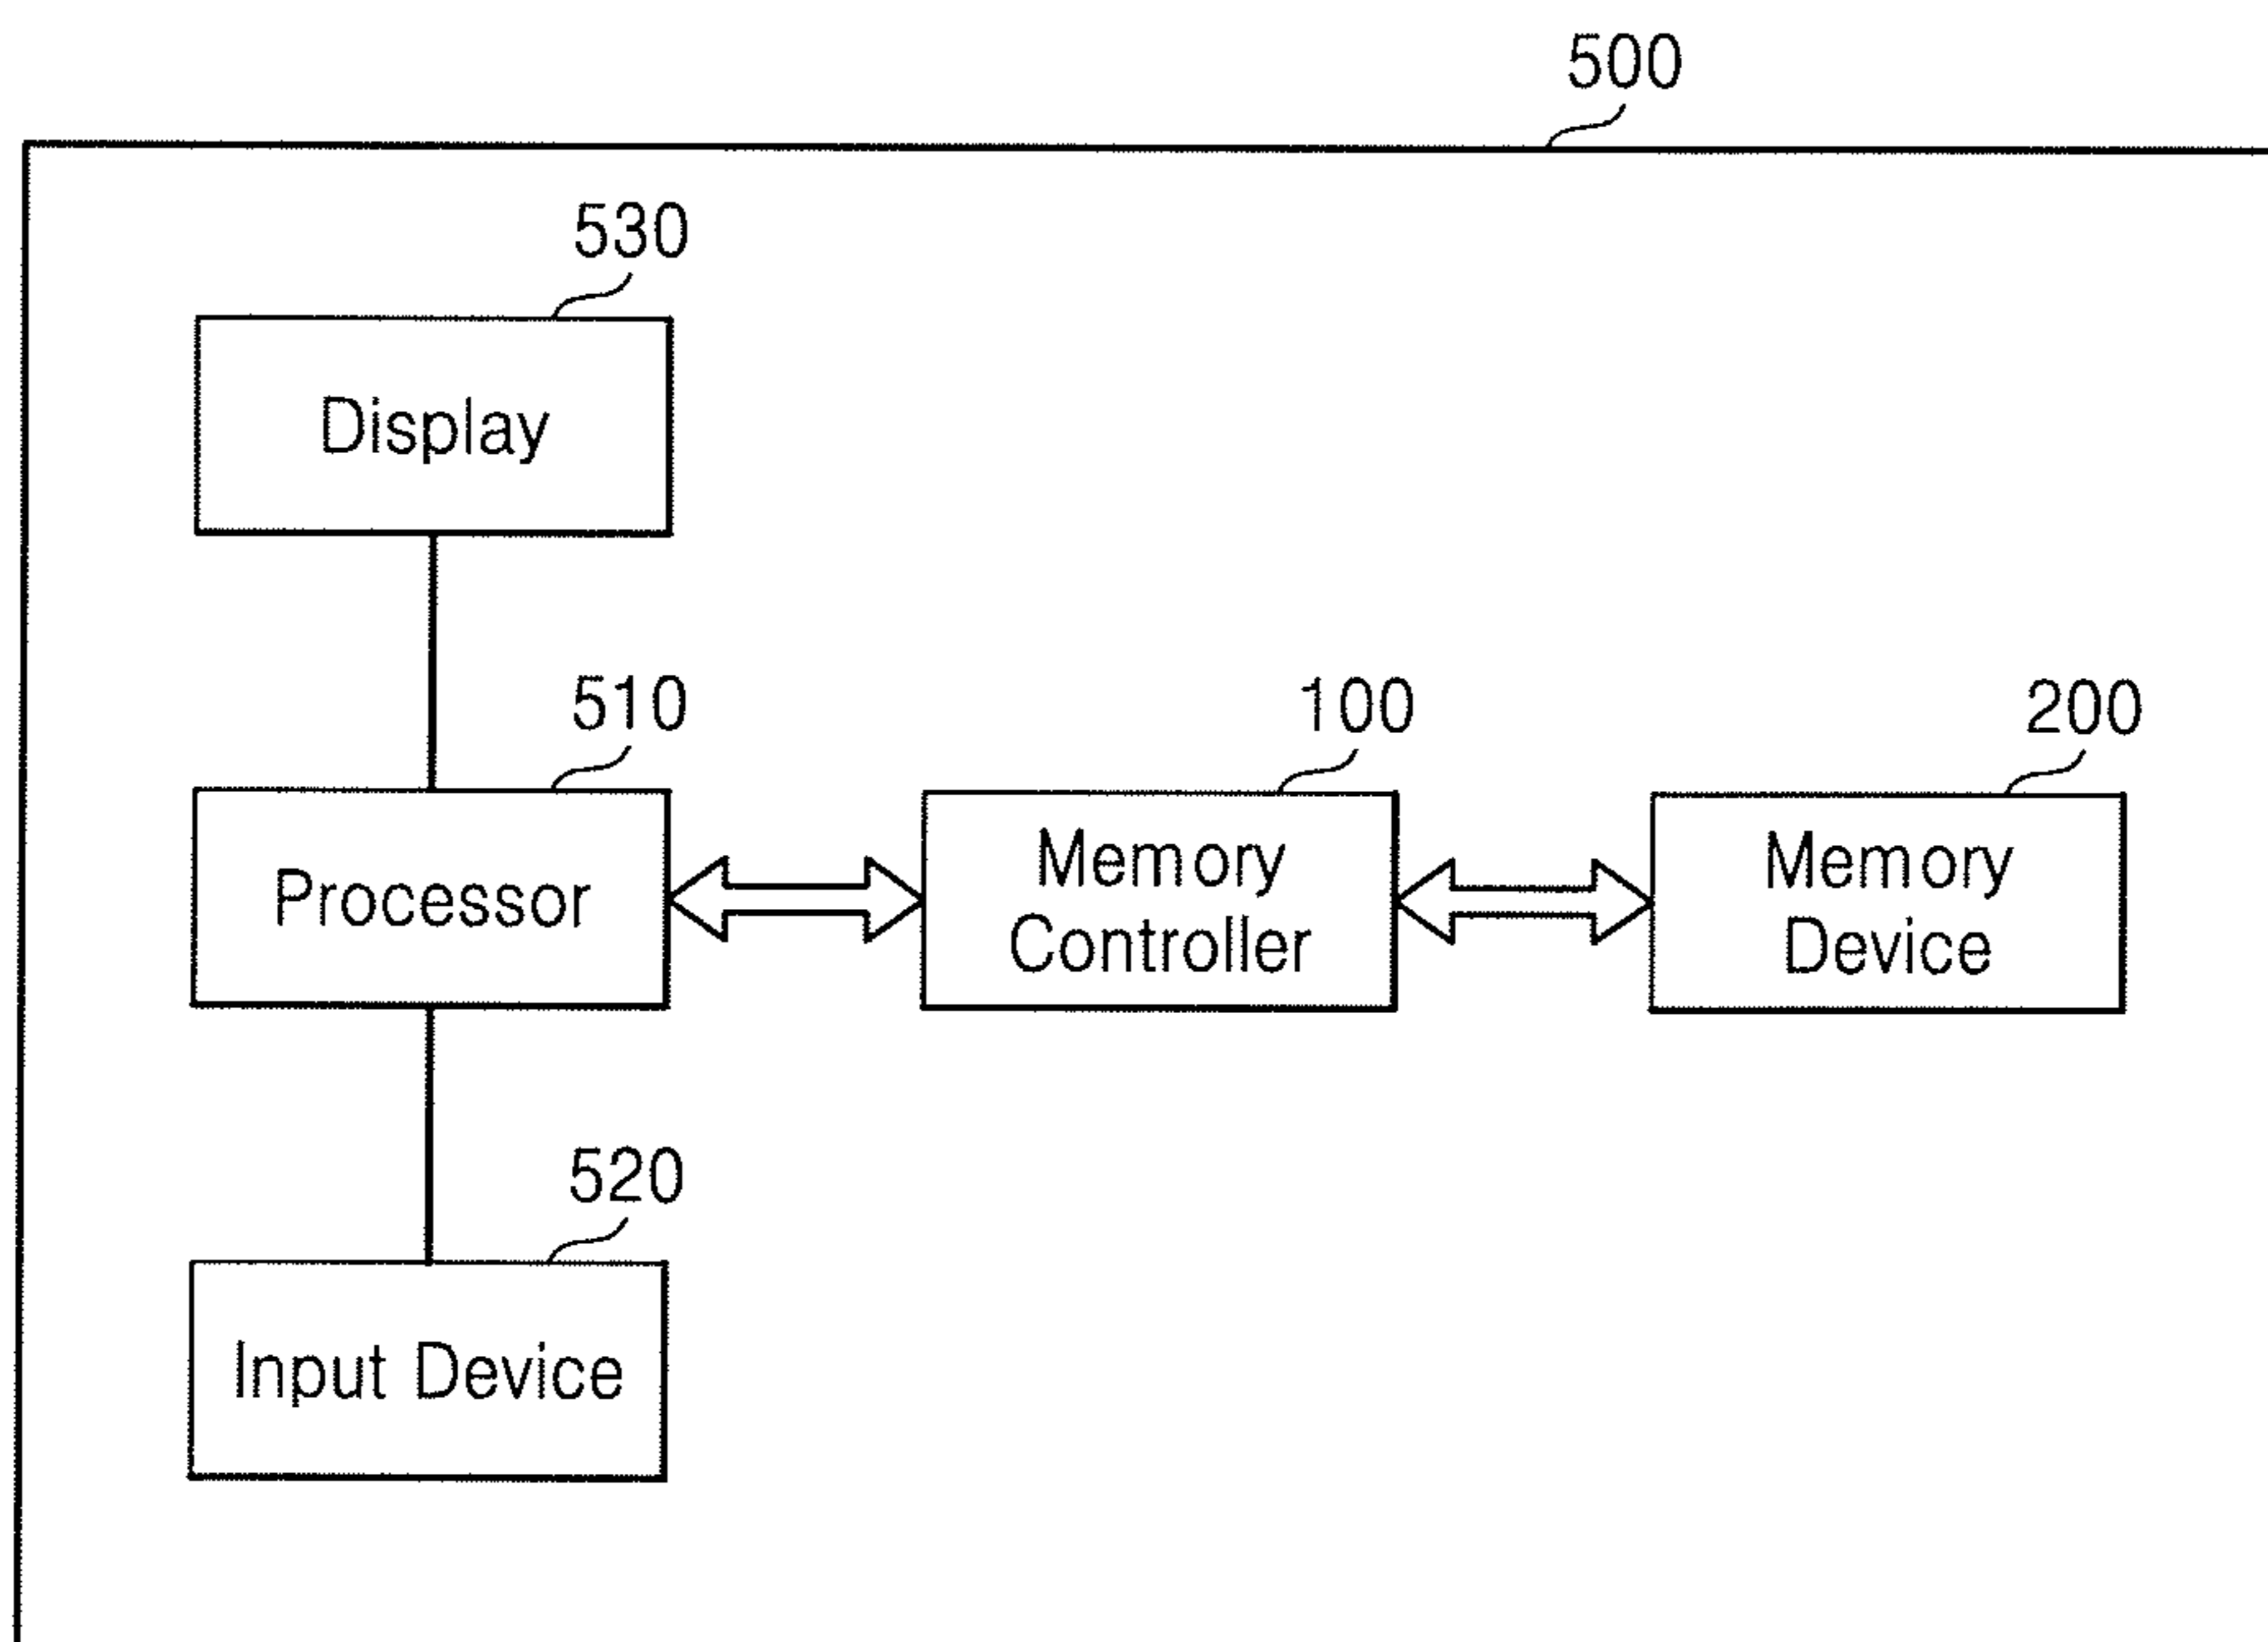 500
530
Display
510
100
200
Processor
Memory
Controller
Memory
Device
520
Input Device